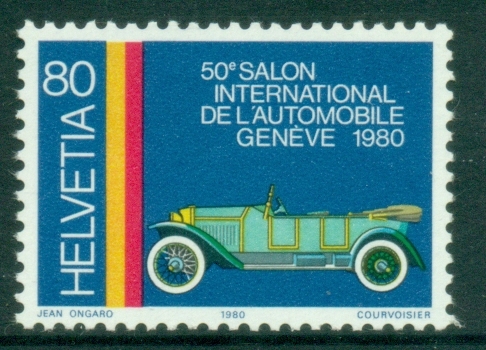 80
HELVETIA
50e SALON
INTERNATIONAL
DE L'AUTOMOBILE
GENÈVE 1980
JEAN ONGARO 1980 COURVOISIER